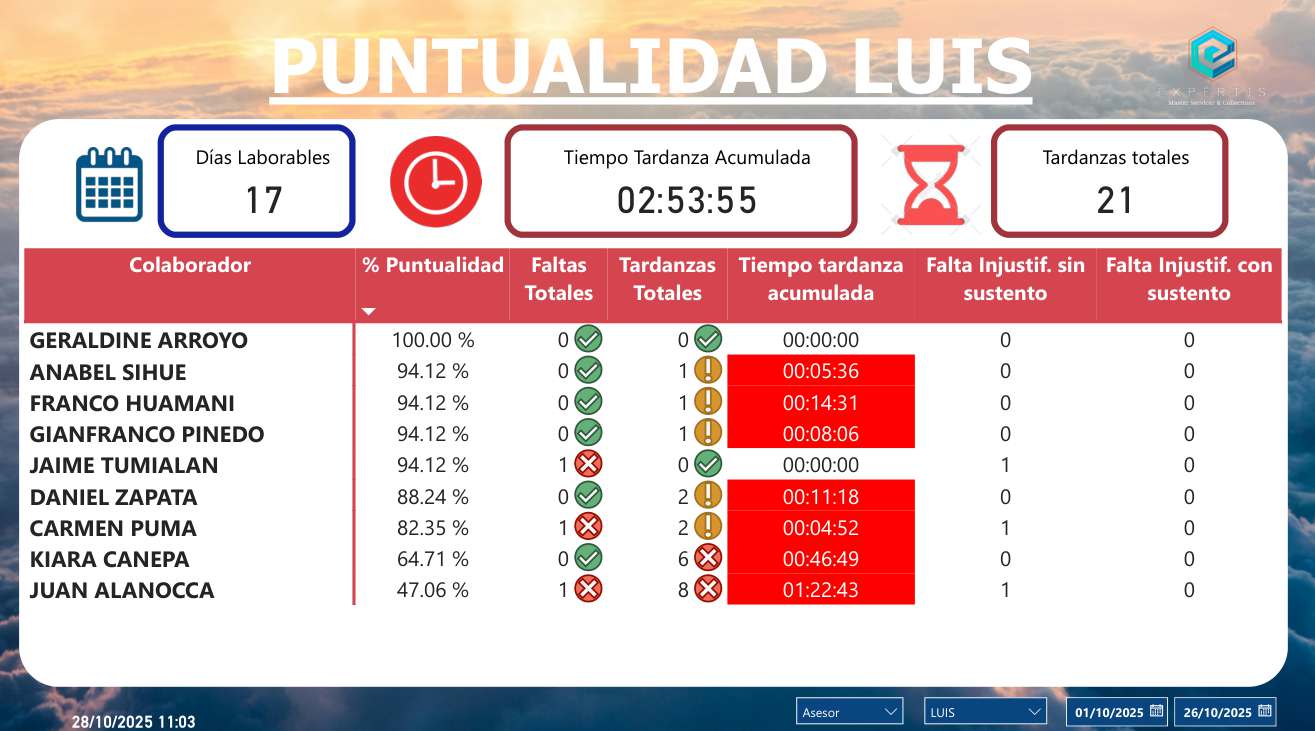 PUNTUALIDAD LUIS
EXPERTIS
Master Servicer & Collections
Días Laborables
17
Tiempo Tardanza Acumulada
02:53:55
Tardanzas totales
21
Colaborador % Puntualidad Faltas Totales Tardanzas Totales Tiempo tardanza acumulada Falta Injustif. sin sustento Falta Injustif. con sustento
GERALDINE ARROYO 100.00 % 0 0 00:00:00 0 0
ANABEL SIHUE 94.12 % 0 1 00:05:36 0 0
FRANCO HUAMANI 94.12 % 0 1 00:14:31 0 0
GIANFRANCO PINEDO 94.12 % 0 1 00:08:06 0 0
JAIME TUMIALAN 94.12 % 1 0 00:00:00 1 0
DANIEL ZAPATA 88.24 % 0 2 00:11:18 0 0
CARMEN PUMA 82.35 % 1 2 00:04:52 1 0
KIARA CANEPA 64.71 % 0 6 00:46:49 0 0
JUAN ALANOCCA 47.06 % 1 8 01:22:43 1 0
28/10/2025 11:03
Asesor
LUIS
01/10/2025
26/10/2025